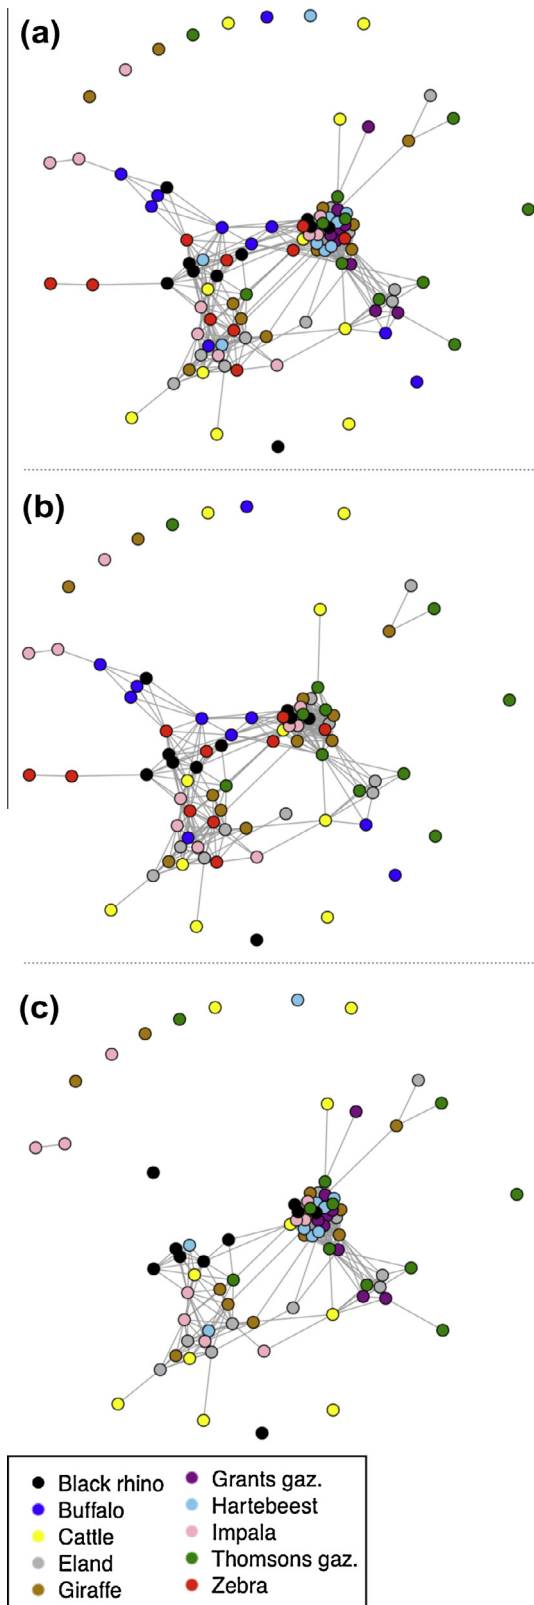 (a)
(b)
(c)
Black rhino
Buffalo
Cattle
Eland
Giraffe
Grants gaz.
Hartebeest
Impala
Thomsons gaz.
Zebra